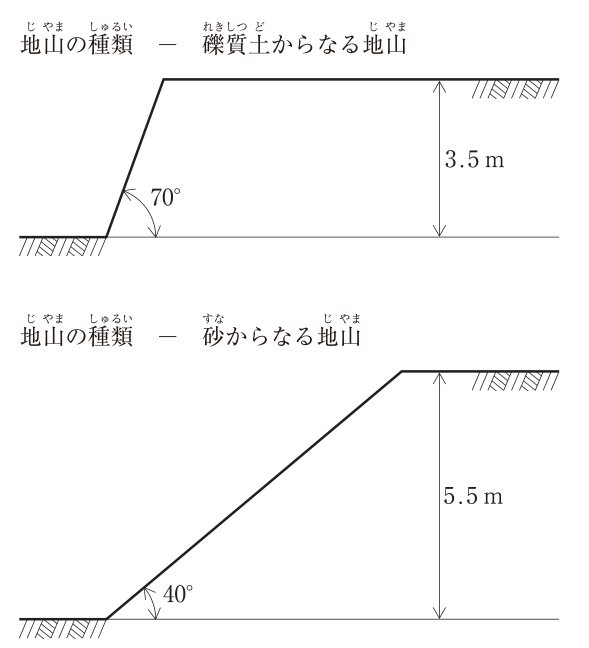 じやま しゅるい れきしつ ど じやま
地山の種類 － 礫質土からなる地山
3.5 m
70°
じやま しゅるい すな じやま
地山の種類 － 砂からなる地山
5.5 m
40°